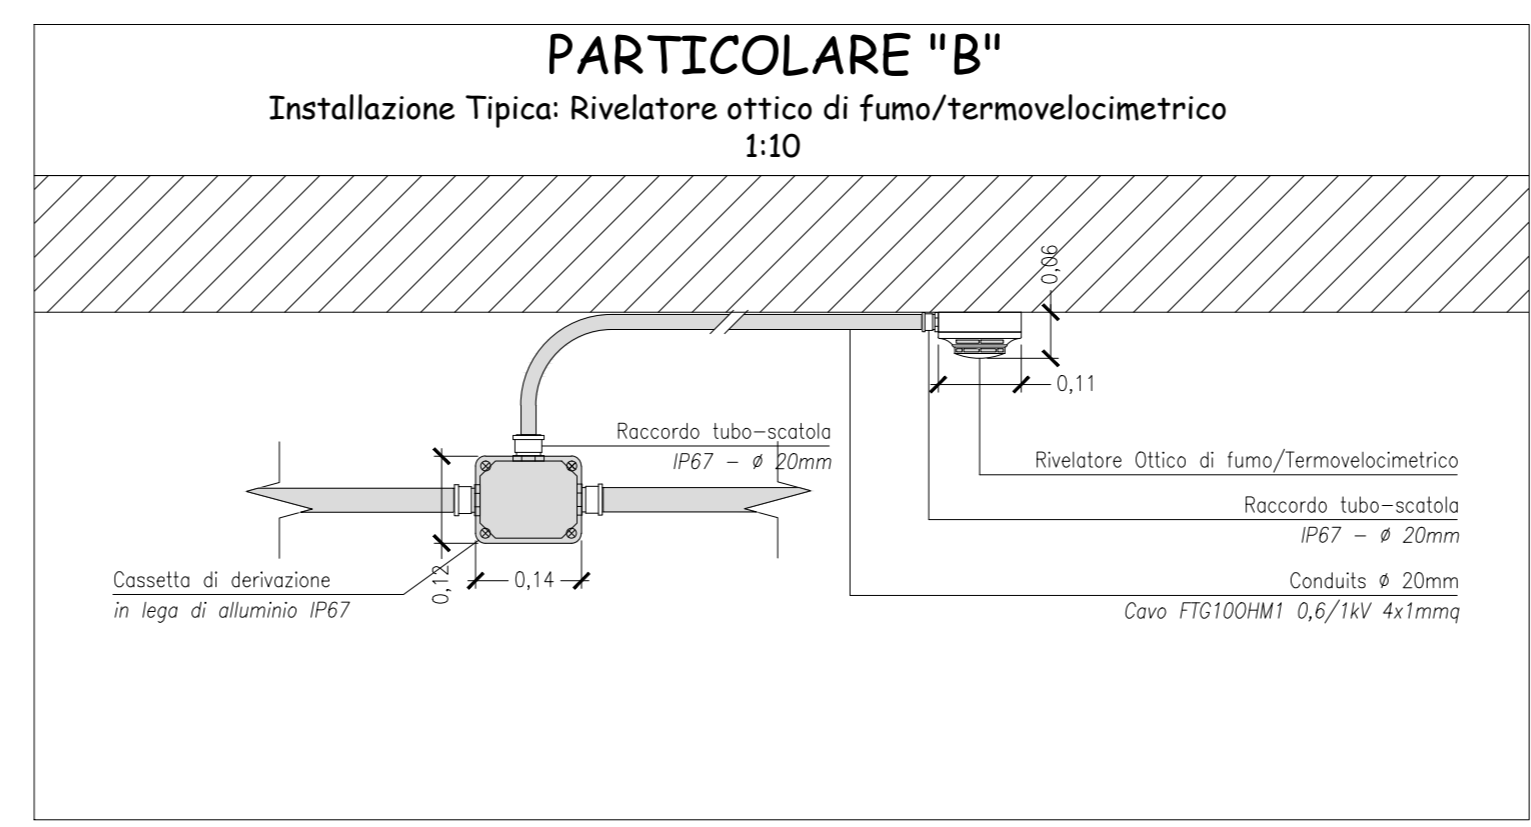 PARTICOLARE "B"
Installazione Tipica: Rivelatore ottico di fumo/termovelocimetrico
1:10
0,06
0,11
Raccordo tubo-scatola
IP67 - ø 20mm
Rivelatore Ottico di fumo/Termovelocimetrico
Raccordo tubo-scatola
IP67 - ø 20mm
0,12
0,14
Cassetta di derivazione
in lega di alluminio IP67
Conduits ø 20mm
Cavo FTG10OHM1 0,6/1kV 4x1mmq